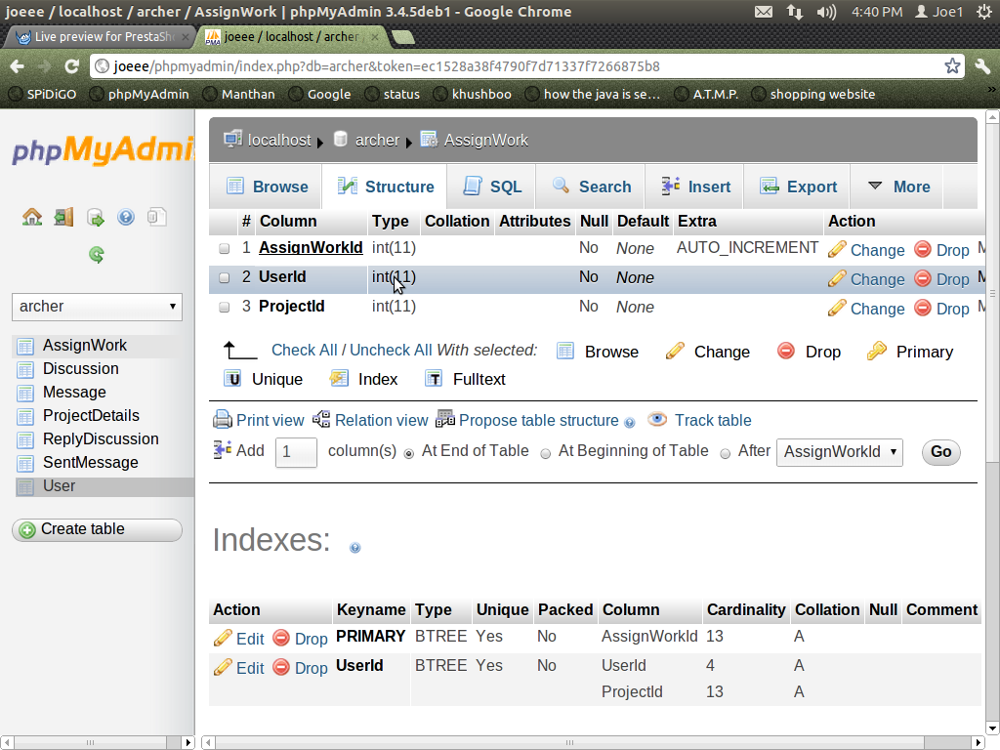 joeee / localhost / archer / AssignWork | phpMyAdmin 3.4.5deb1 - Google Chrome 4:40 PM Joe1
Live preview for PrestaSh joeee / localhost / archer
joeee/phpmyadmin/index.php?db=archer&token=ec1528a38f4790f7d71337f7266875b8
SPiDiGO phpMyAdmin Manthan Google status khushboo how the java is se... A.T.M.P. shopping website »
phpMyAdmi
archer
AssignWork
Discussion
Message
ProjectDetails
ReplyDiscussion
SentMessage
User
Create table
localhost archer AssignWork
Browse Structure SQL Search Insert Export More
# Column Type Collation Attributes Null Default Extra Action
1 AssignWorkId int(11) No None AUTO_INCREMENT Change Drop M
2 UserId int(11) No None Change Drop M
3 ProjectId int(11) No None Change Drop M
Check All / Uncheck All With selected: Browse Change Drop Primary
U Unique Index T Fulltext
Print view Relation view Propose table structure Track table
Add 1 column(s) At End of Table At Beginning of Table After AssignWorkId Go
Indexes:
Action Keyname Type Unique Packed Column Cardinality Collation Null Comment
Edit Drop PRIMARY BTREE Yes No AssignWorkId 13 A
Edit Drop UserId BTREE Yes No UserId 4 A
ProjectId 13 A